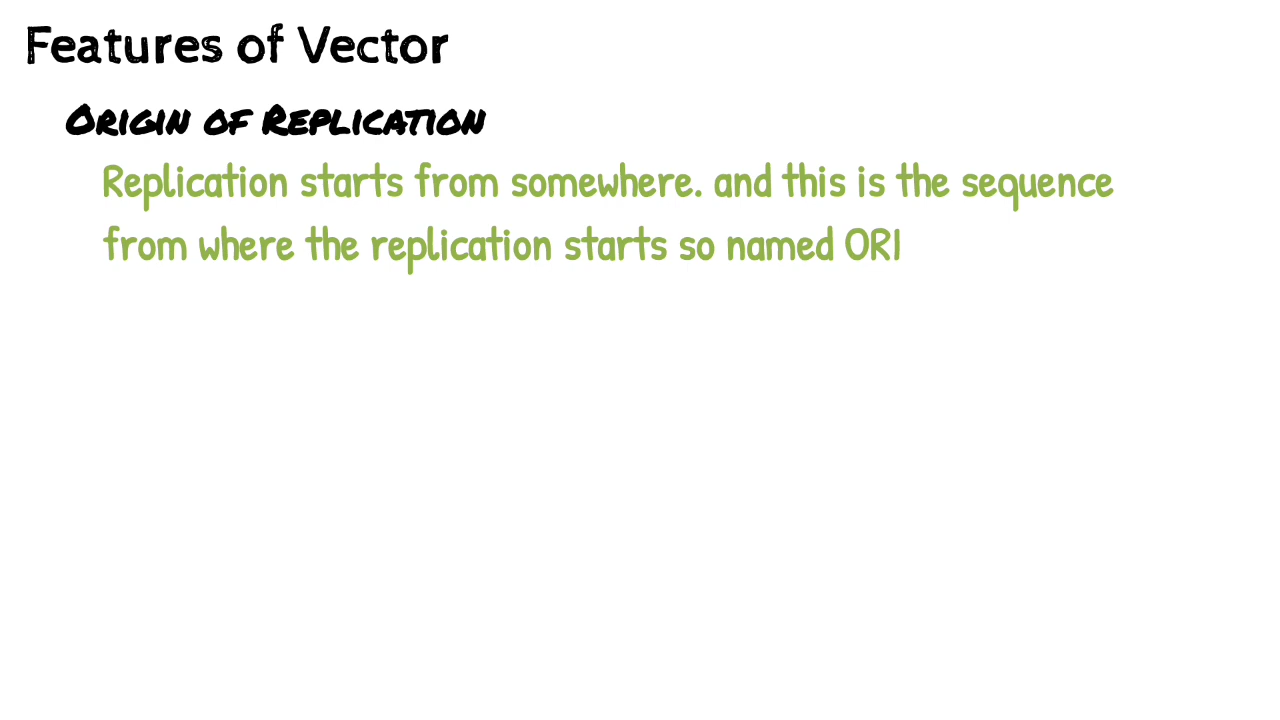 Features of Vector
Origin of Replication
Replication starts from somewhere. and this is the sequence
from where the replication starts so named ORI